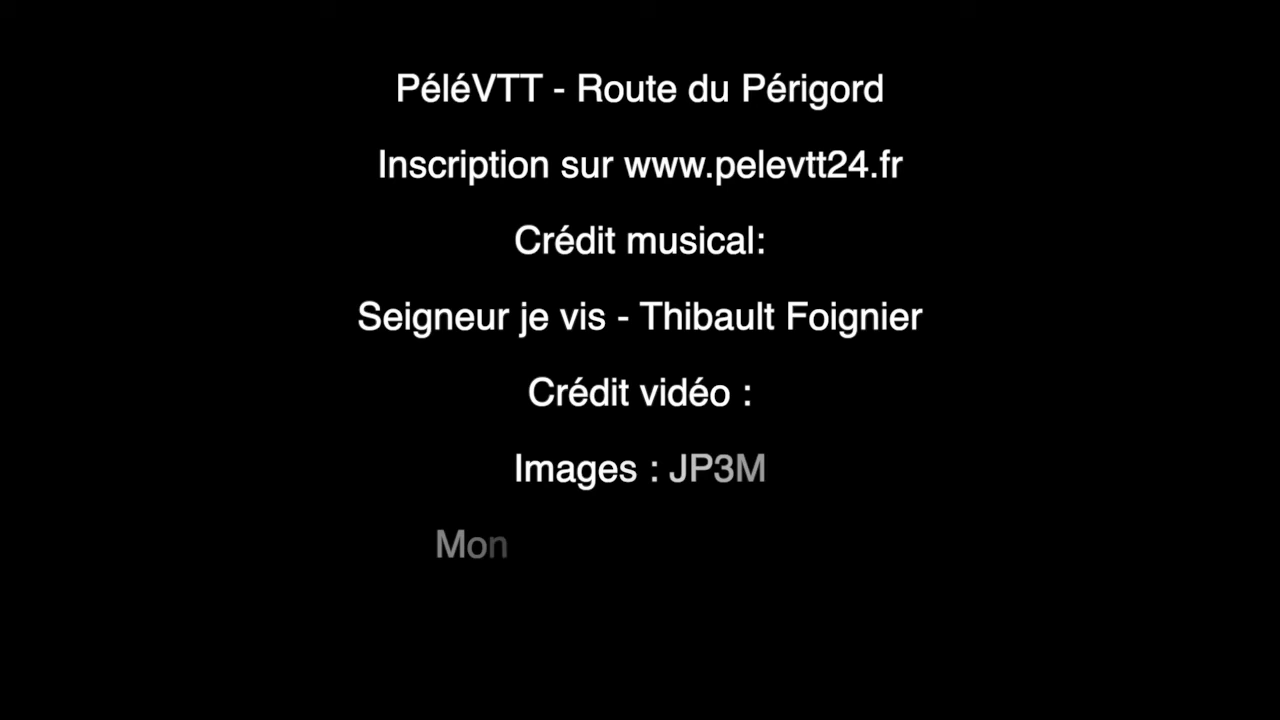 PéléVTT - Route du Périgord
Inscription sur www.pelevtt24.fr
Crédit musical:
Seigneur je vis - Thibault Foignier
Crédit vidéo :
Images : JP3M
Mon